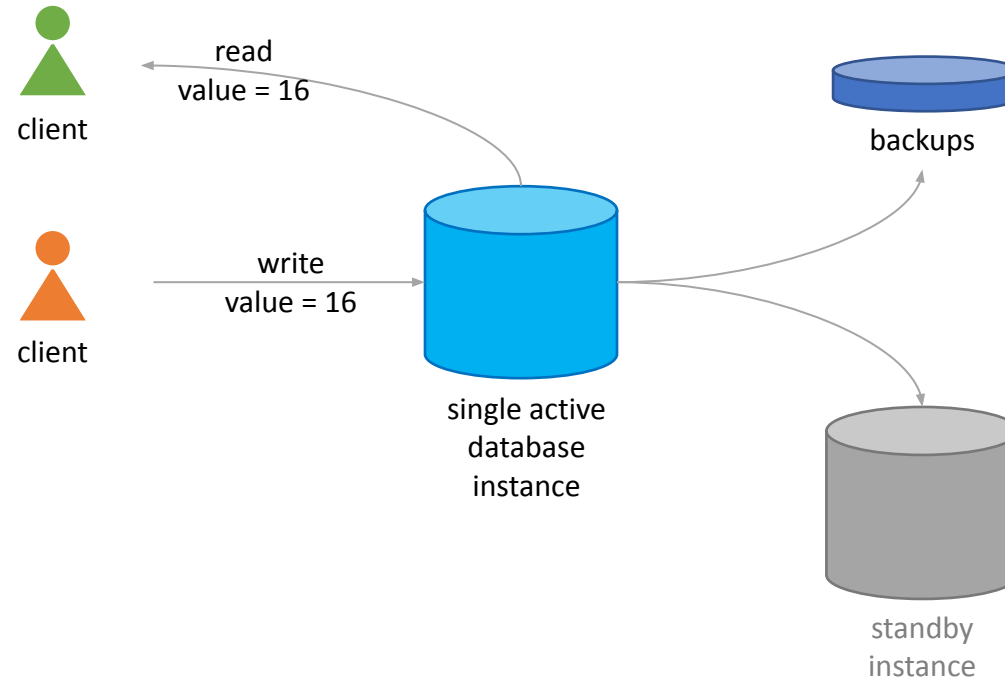 read
value = 16
client
backups
write
value = 16
client
single active
database
instance
standby
instance